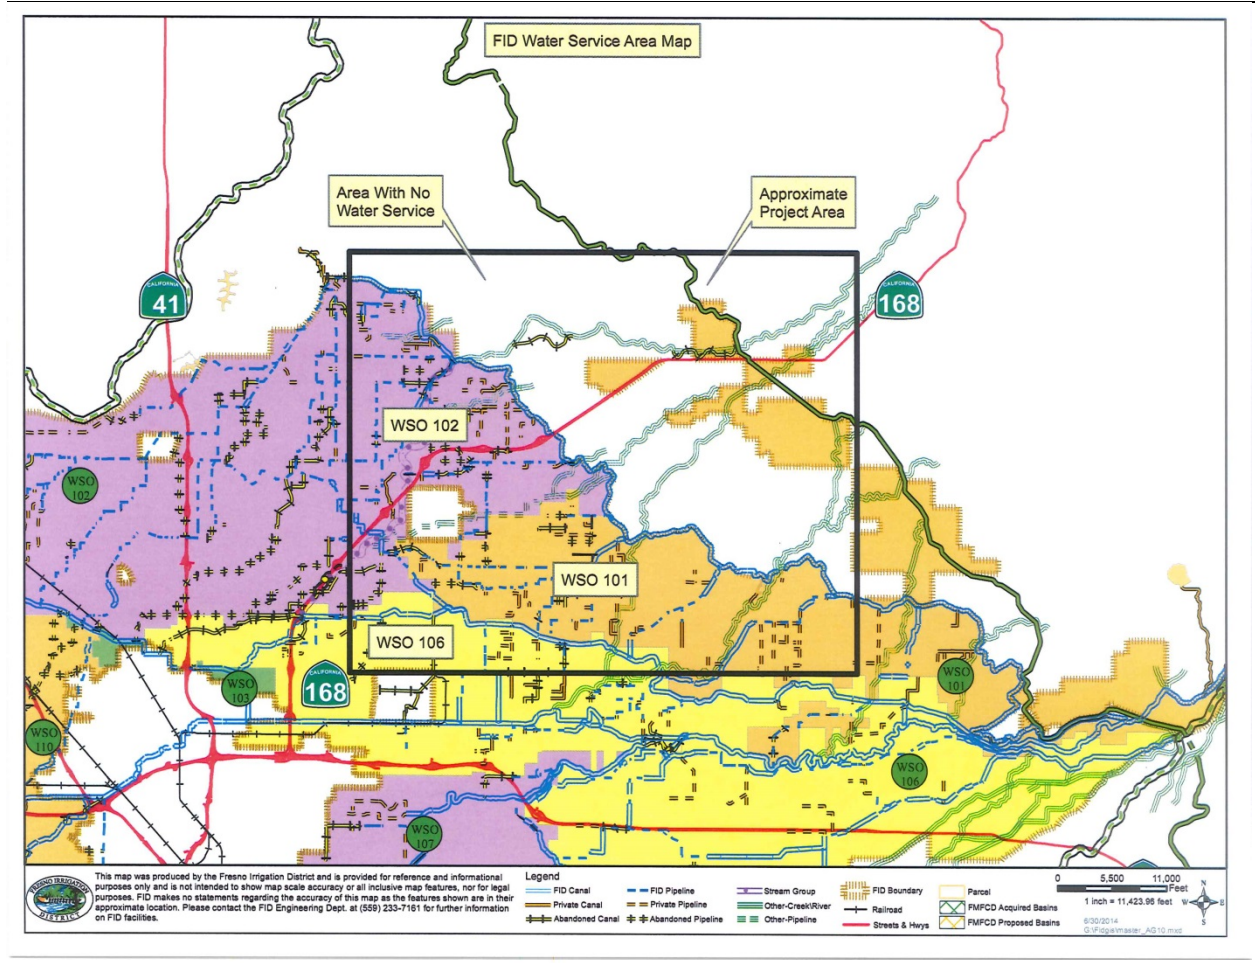 FID Water Service Area Map
Area With No
Water Service
Approximate
Project Area
CALIFORNIA
41
CALIFORNIA
168
WSO 102
WSO
102
WSO 101
WSO 106
CALIFORNIA
168
WSO
103
WSO
101
WSO
110
WSO
106
WSO
107
FRESNO IRRIGATION
DISTRICT
This map was produced by the Fresno Irrigation District and is provided for reference and informational
purposes only and is not intended to show map scale accuracy or all inclusive map features, nor for legal
purposes. FID makes no statements regarding the accuracy of this map as the features shown are in their
approximate location. Please contact the FID Engineering Dept. at (559) 233-7161 for further information
on FID facilities.
Legend
FID Canal
Private Canal
Abandoned Canal
FID Pipeline
Private Pipeline
Abandoned Pipeline
Stream Group
Other-Creek\River
Other-Pipeline
FID Boundary
Railroad
Streets & Hwys
Parcel
FMFCD Acquired Basins
FMFCD Proposed Basins
0 5,500 11,000
Feet
1 inch = 11,423.96 feet
N
W E
S
6/30/2014
G:\Fidgis\master_AG10.mxd